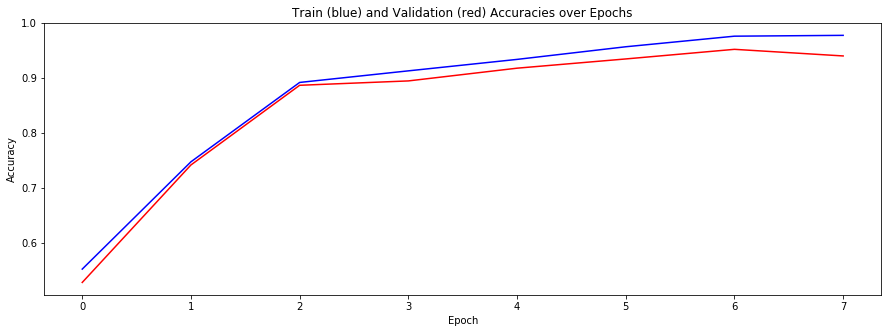 Train (blue) and Validation (red) Accuracies over Epochs
1.0
0.9
0.8
0.7
0.6
Accuracy
0 1 2 3 4 5 6 7
Epoch